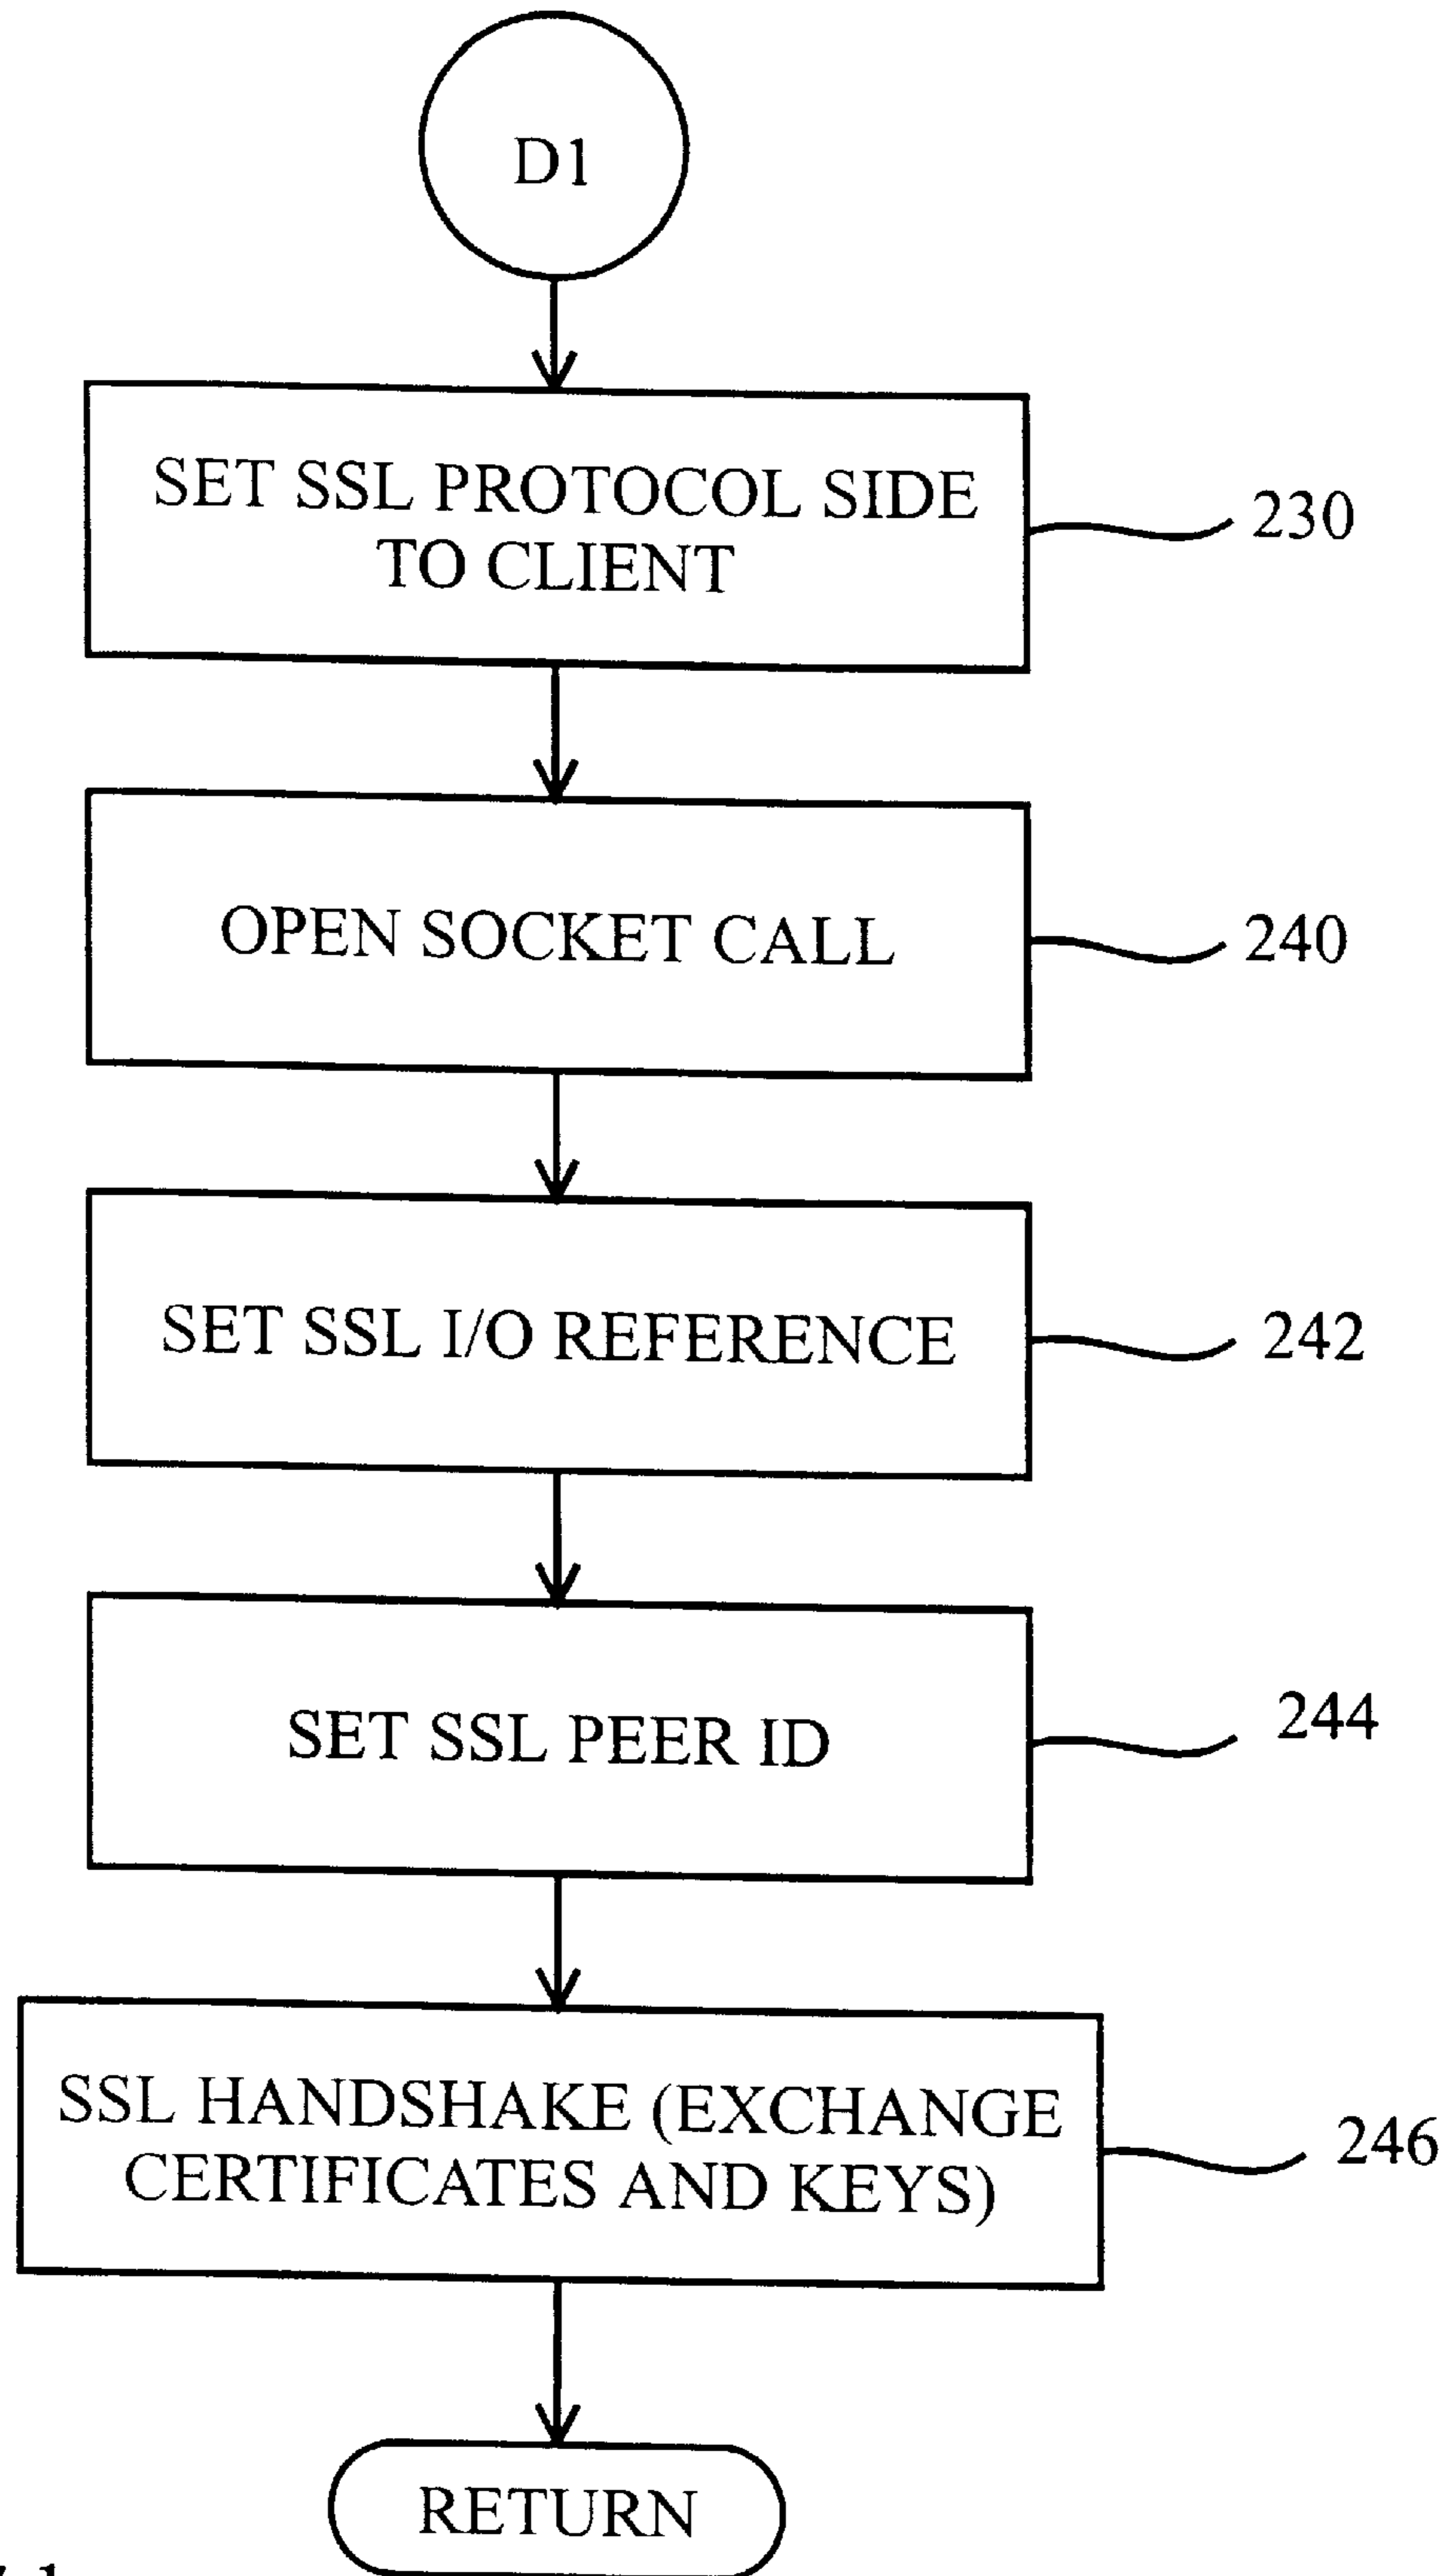 D1
SET SSL PROTOCOL SIDE
TO CLIENT
230
OPEN SOCKET CALL
240
SET SSL I/O REFERENCE
242
SET SSL PEER ID
244
SSL HANDSHAKE (EXCHANGE
CERTIFICATES AND KEYS)
246
RETURN